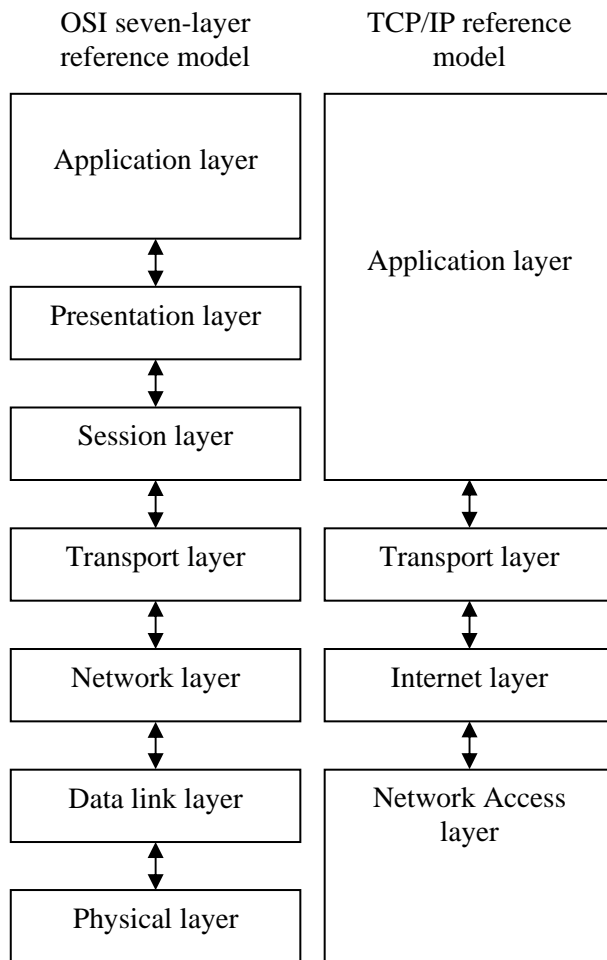 OSI seven-layer
reference model
Application layer
Presentation layer
Session layer
Transport layer
Network layer
Data link layer
Physical layer
TCP/IP reference
model
Application layer
Transport layer
Internet layer
Network Access
layer